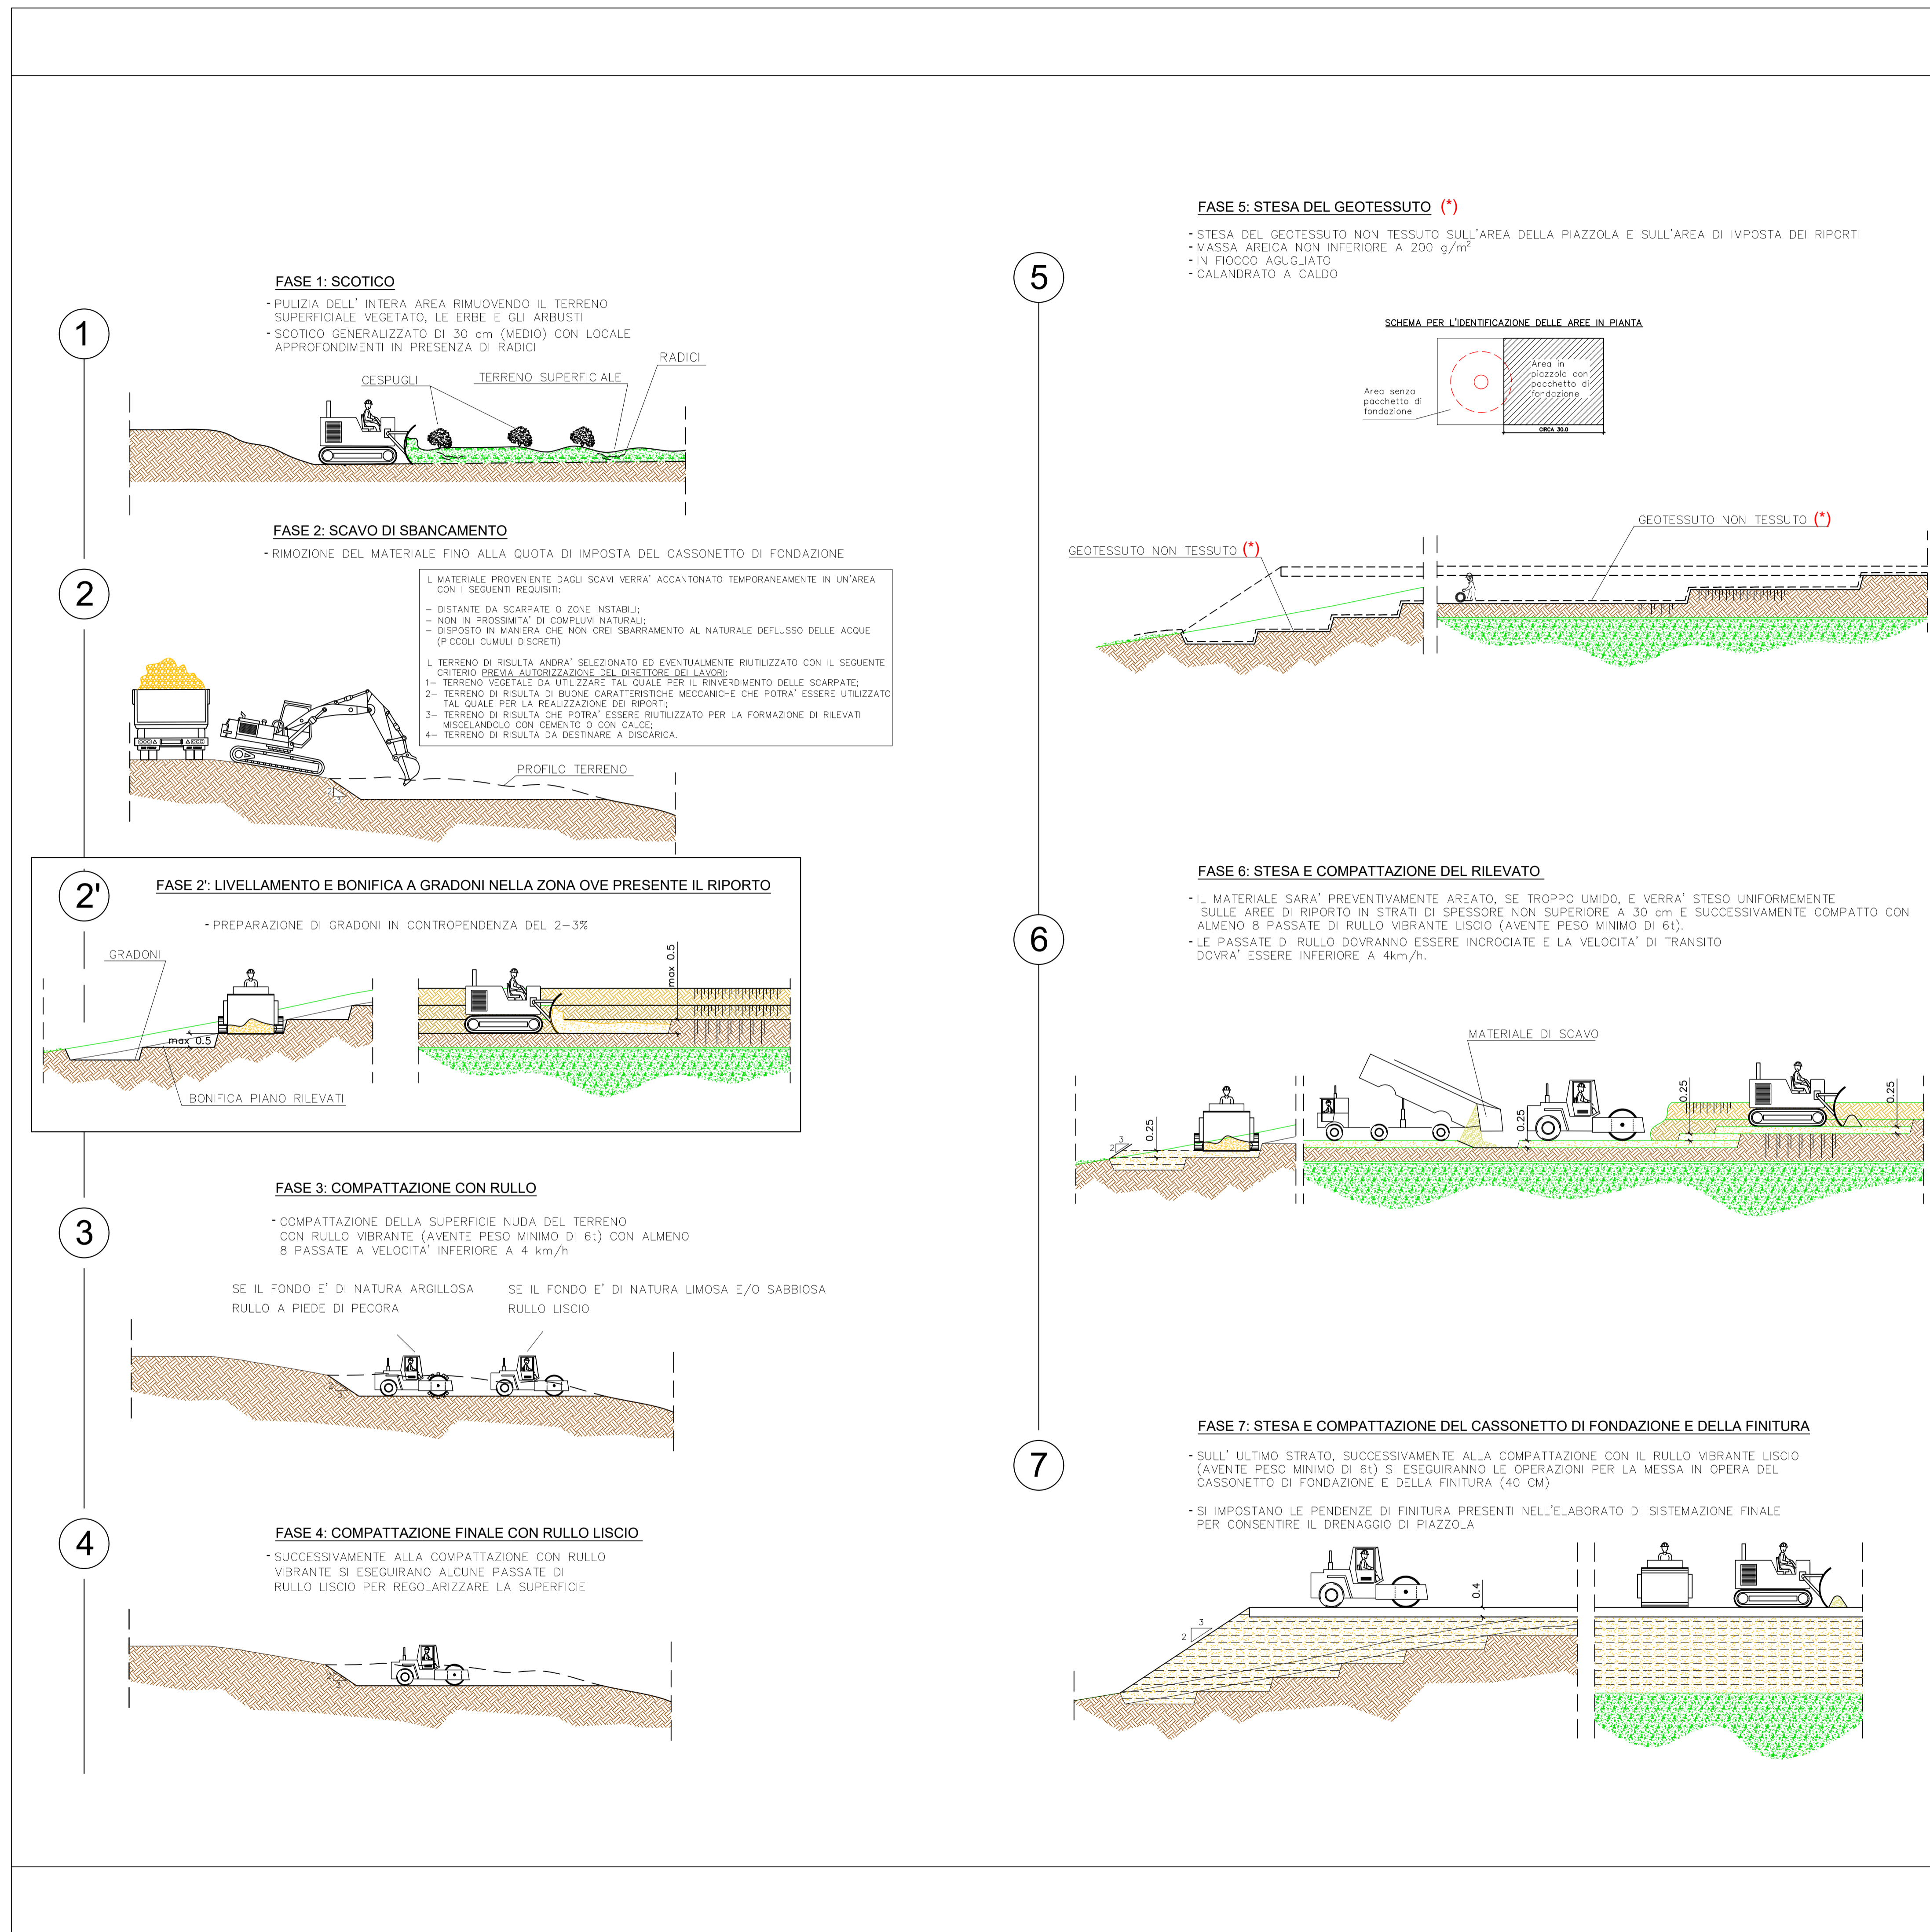 1
FASE 1: SCOTICO
- PULIZIA DELL' INTERA AREA RIMUOVENDO IL TERRENO
SUPERFICIALE VEGETATO, LE ERBE E GLI ARBUSTI
- SCOTICO GENERALIZZATO DI 30 cm (MEDIO) CON LOCALE
APPROFONDIMENTI IN PRESENZA DI RADICI
RADICI
CESPUGLI
TERRENO SUPERFICIALE
2
FASE 2: SCAVO DI SBANCAMENTO
- RIMOZIONE DEL MATERIALE FINO ALLA QUOTA DI IMPOSTA DEL CASSONETTO DI FONDAZIONE
IL MATERIALE PROVENIENTE DAGLI SCAVI VERRA' ACCANTONATO TEMPORANEAMENTE IN UN'AREA
CON I SEGUENTI REQUISITI:
– DISTANTE DA SCARPATE O ZONE INSTABILI;
– NON IN PROSSIMITA' DI COMPLUVI NATURALI;
– DISPOSTO IN MANIERA CHE NON CREI SBARRAMENTO AL NATURALE DEFLUSSO DELLE ACQUE
(PICCOLI CUMULI DISCRETI)
IL TERRENO DI RISULTA ANDRA' SELEZIONATO ED EVENTUALMENTE RIUTILIZZATO CON IL SEGUENTE
CRITERIO PREVIA AUTORIZZAZIONE DEL DIRETTORE DEI LAVORI:
1– TERRENO VEGETALE DA UTILIZZARE TAL QUALE PER IL RINVERDIMENTO DELLE SCARPATE;
2– TERRENO DI RISULTA DI BUONE CARATTERISTICHE MECCANICHE CHE POTRA' ESSERE UTILIZZATO
TAL QUALE PER LA REALIZZAZIONE DEI RIPORTI;
3– TERRENO DI RISULTA CHE POTRA' ESSERE RIUTILIZZATO PER LA FORMAZIONE DI RILEVATI
MISCELANDOLO CON CEMENTO O CON CALCE;
4– TERRENO DI RISULTA DA DESTINARE A DISCARICA.
PROFILO TERRENO
2
3
2'
FASE 2': LIVELLAMENTO E BONIFICA A GRADONI NELLA ZONA OVE PRESENTE IL RIPORTO
- PREPARAZIONE DI GRADONI IN CONTROPENDENZA DEL 2–3%
GRADONI
max 0.5
max 0.5
BONIFICA PIANO RILEVATI
3
FASE 3: COMPATTAZIONE CON RULLO
- COMPATTAZIONE DELLA SUPERFICIE NUDA DEL TERRENO
CON RULLO VIBRANTE (AVENTE PESO MINIMO DI 6t) CON ALMENO
8 PASSATE A VELOCITA' INFERIORE A 4 km/h
SE IL FONDO E' DI NATURA ARGILLOSA
RULLO A PIEDE DI PECORA
SE IL FONDO E' DI NATURA LIMOSA E/O SABBIOSA
RULLO LISCIO
2
3
4
FASE 4: COMPATTAZIONE FINALE CON RULLO LISCIO
- SUCCESSIVAMENTE ALLA COMPATTAZIONE CON RULLO
VIBRANTE SI ESEGUIRANO ALCUNE PASSATE DI
RULLO LISCIO PER REGOLARIZZARE LA SUPERFICIE
2
3
5
FASE 5: STESA DEL GEOTESSUTO (*)
- STESA DEL GEOTESSUTO NON TESSUTO SULL'AREA DELLA PIAZZOLA E SULL'AREA DI IMPOSTA DEI RIPORTI
- MASSA AREICA NON INFERIORE A 200 g/m²
- IN FIOCCO AGUGLIATO
- CALANDRATO A CALDO
SCHEMA PER L'IDENTIFICAZIONE DELLE AREE IN PIANTA
Area in
piazzola con
pacchetto di
fondazione
Area senza
pacchetto di
fondazione
CIRCA 30.0
GEOTESSUTO NON TESSUTO (*)
GEOTESSUTO NON TESSUTO (*)
6
FASE 6: STESA E COMPATTAZIONE DEL RILEVATO
- IL MATERIALE SARA' PREVENTIVAMENTE AREATO, SE TROPPO UMIDO, E VERRA' STESO UNIFORMEMENTE
SULLE AREE DI RIPORTO IN STRATI DI SPESSORE NON SUPERIORE A 30 cm E SUCCESSIVAMENTE COMPATTO CON
ALMENO 8 PASSATE DI RULLO VIBRANTE LISCIO (AVENTE PESO MINIMO DI 6t).
- LE PASSATE DI RULLO DOVRANNO ESSERE INCROCIATE E LA VELOCITA' DI TRANSITO
DOVRA' ESSERE INFERIORE A 4km/h.
MATERIALE DI SCAVO
3
2
0.25
0.25
0.25
0.25
7
FASE 7: STESA E COMPATTAZIONE DEL CASSONETTO DI FONDAZIONE E DELLA FINITURA
- SULL' ULTIMO STRATO, SUCCESSIVAMENTE ALLA COMPATTAZIONE CON IL RULLO VIBRANTE LISCIO
(AVENTE PESO MINIMO DI 6t) SI ESEGUIRANNO LE OPERAZIONI PER LA MESSA IN OPERA DEL
CASSONETTO DI FONDAZIONE E DELLA FINITURA (40 CM)
- SI IMPOSTANO LE PENDENZE DI FINITURA PRESENTI NELL'ELABORATO DI SISTEMAZIONE FINALE
PER CONSENTIRE IL DRENAGGIO DI PIAZZOLA
0.4
3
2